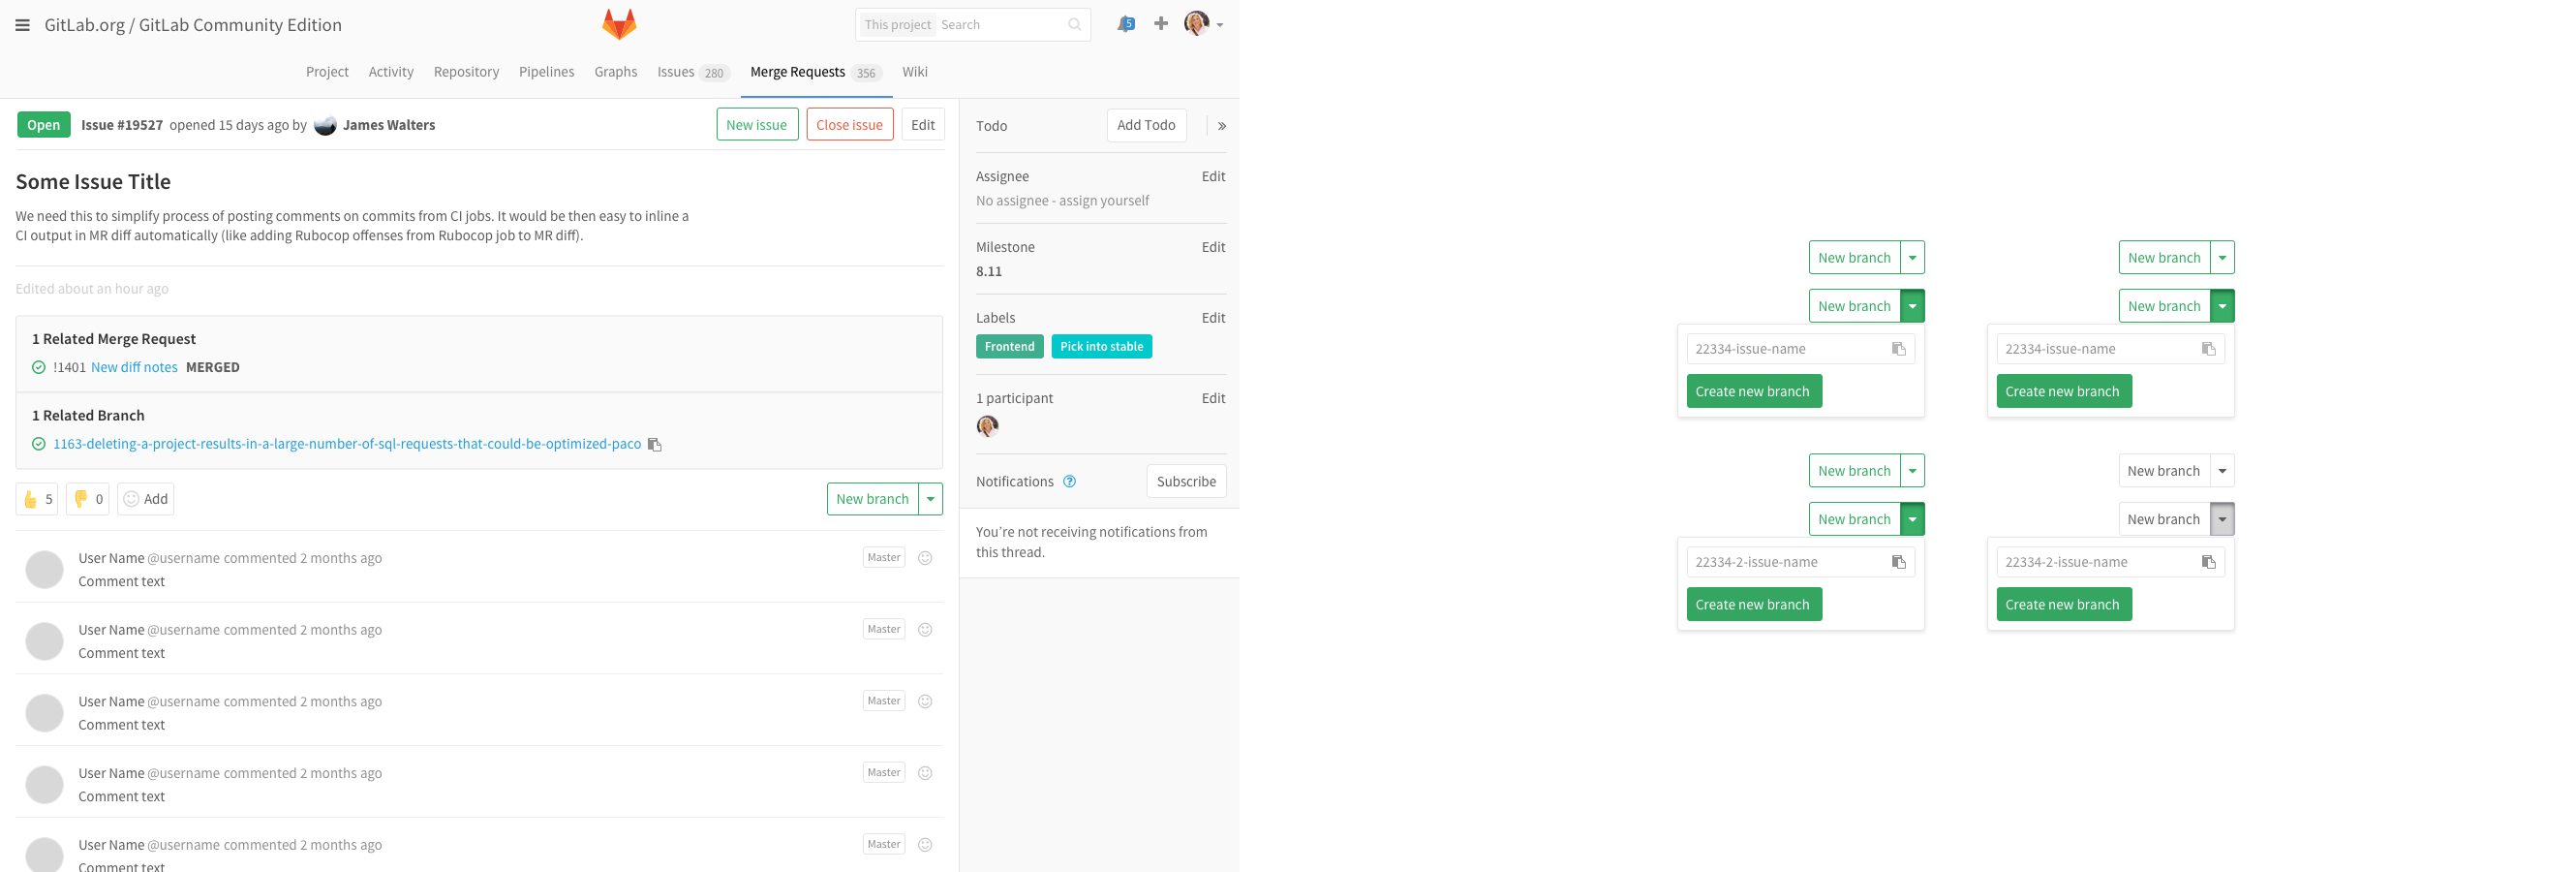 GitLab.org / GitLab Community Edition
This project Search
5
Project Activity Repository Pipelines Graphs Issues 280 Merge Requests 356 Wiki
Open Issue #19527 opened 15 days ago by James Walters
New issue Close issue Edit
Some Issue Title
We need this to simplify process of posting comments on commits from CI jobs. It would be then easy to inline a
CI output in MR diff automatically (like adding Rubocop offenses from Rubocop job to MR diff).
Edited about an hour ago
1 Related Merge Request
!1401 New diff notes MERGED
1 Related Branch
1163-deleting-a-project-results-in-a-large-number-of-sql-requests-that-could-be-optimized-paco
5 0 Add New branch
User Name @username commented 2 months ago Master
Comment text
User Name @username commented 2 months ago Master
Comment text
User Name @username commented 2 months ago Master
Comment text
User Name @username commented 2 months ago Master
Comment text
User Name @username commented 2 months ago Master
Comment text
Todo Add Todo »
Assignee Edit
No assignee - assign yourself
Milestone Edit
8.11
Labels Edit
Frontend Pick into stable
1 participant Edit
Notifications ? Subscribe
You're not receiving notifications from
this thread.
New branch
New branch
22334-issue-name
Create new branch
New branch
New branch
22334-issue-name
Create new branch
New branch
New branch
22334-2-issue-name
Create new branch
New branch
New branch
22334-2-issue-name
Create new branch